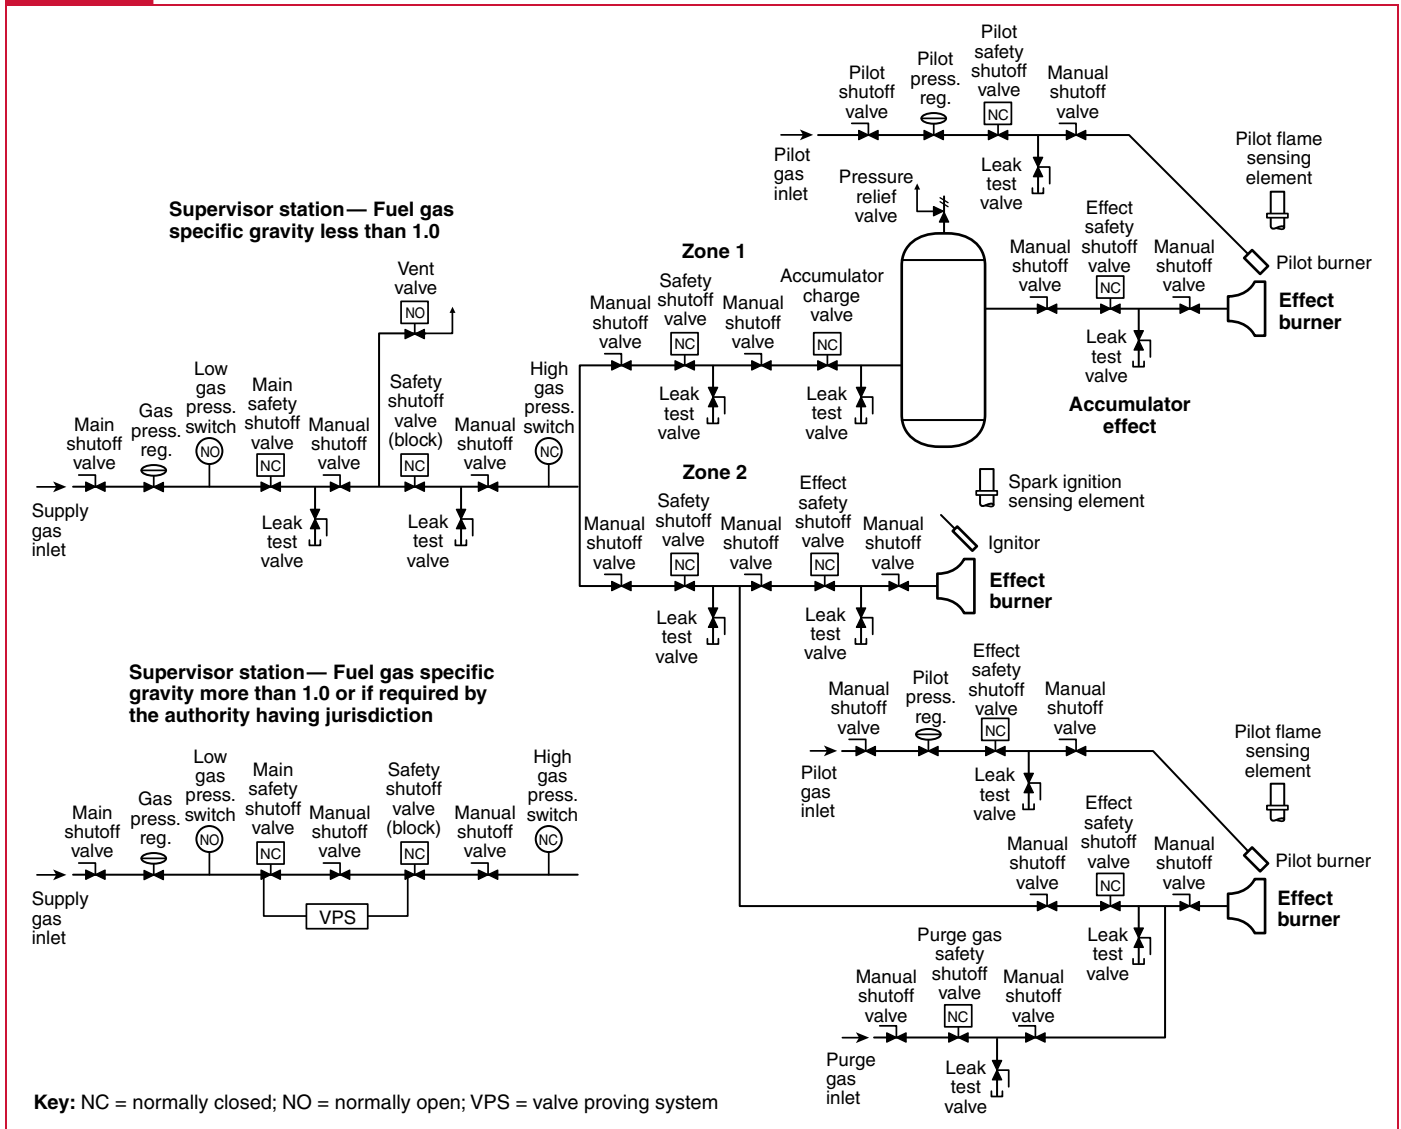 Pilot
safety
shutoff
valve
Pilot
press.
reg.
Pilot
shutoff
valve
Manual
shutoff
valve
NC
Pilot
gas
inlet
Leak
test
valve
Pilot flame
sensing
element
Pressure
relief
valve
Supervisor station— Fuel gas
specific gravity less than 1.0
Vent
valve
NO
Low
gas
press.
switch
NO
Main
shutoff
valve
Gas
press.
reg.
Main
safety
shutoff
valve
NC
Manual
shutoff
valve
Safety
shutoff
valve
(block)
NC
Manual
shutoff
valve
High
gas
press.
switch
NC
Supply
gas
inlet
Leak
test
valve
Leak
test
valve
Zone 1
Manual
shutoff
valve
Safety
shutoff
valve
NC
Manual
shutoff
valve
Accumulator
charge
valve
NC
Leak
test
valve
Leak
test
valve
Manual
shutoff
valve
Effect
safety
shutoff
valve
NC
Manual
shutoff
valve
Pilot burner
Effect
burner
Leak
test
valve
Accumulator
effect
Zone 2
Manual
shutoff
valve
Safety
shutoff
valve
NC
Manual
shutoff
valve
Effect
safety
shutoff
valve
NC
Manual
shutoff
valve
Spark ignition
sensing element
Ignitor
Effect
burner
Leak
test
valve
Leak
test
valve
Supervisor station— Fuel gas specific
gravity more than 1.0 or if required by
the authority having jurisdiction
Main
shutoff
valve
Gas
press.
reg.
Low
gas
press.
switch
NO
Main
safety
shutoff
valve
NC
Manual
shutoff
valve
Safety
shutoff
valve
(block)
NC
Manual
shutoff
valve
High
gas
press.
switch
NC
Supply
gas
inlet
VPS
Manual
shutoff
valve
Pilot
press.
reg.
Effect
safety
shutoff
valve
NC
Manual
shutoff
valve
Pilot
gas
inlet
Leak
test
valve
Pilot flame
sensing
element
Manual
shutoff
valve
Effect
safety
shutoff
valve
NC
Manual
shutoff
valve
Pilot burner
Effect
burner
Leak
test
valve
Manual
shutoff
valve
Purge gas
safety
shutoff
valve
NC
Manual
shutoff
valve
Purge
gas
inlet
Leak
test
valve
Key: NC = normally closed; NO = normally open; VPS = valve proving system